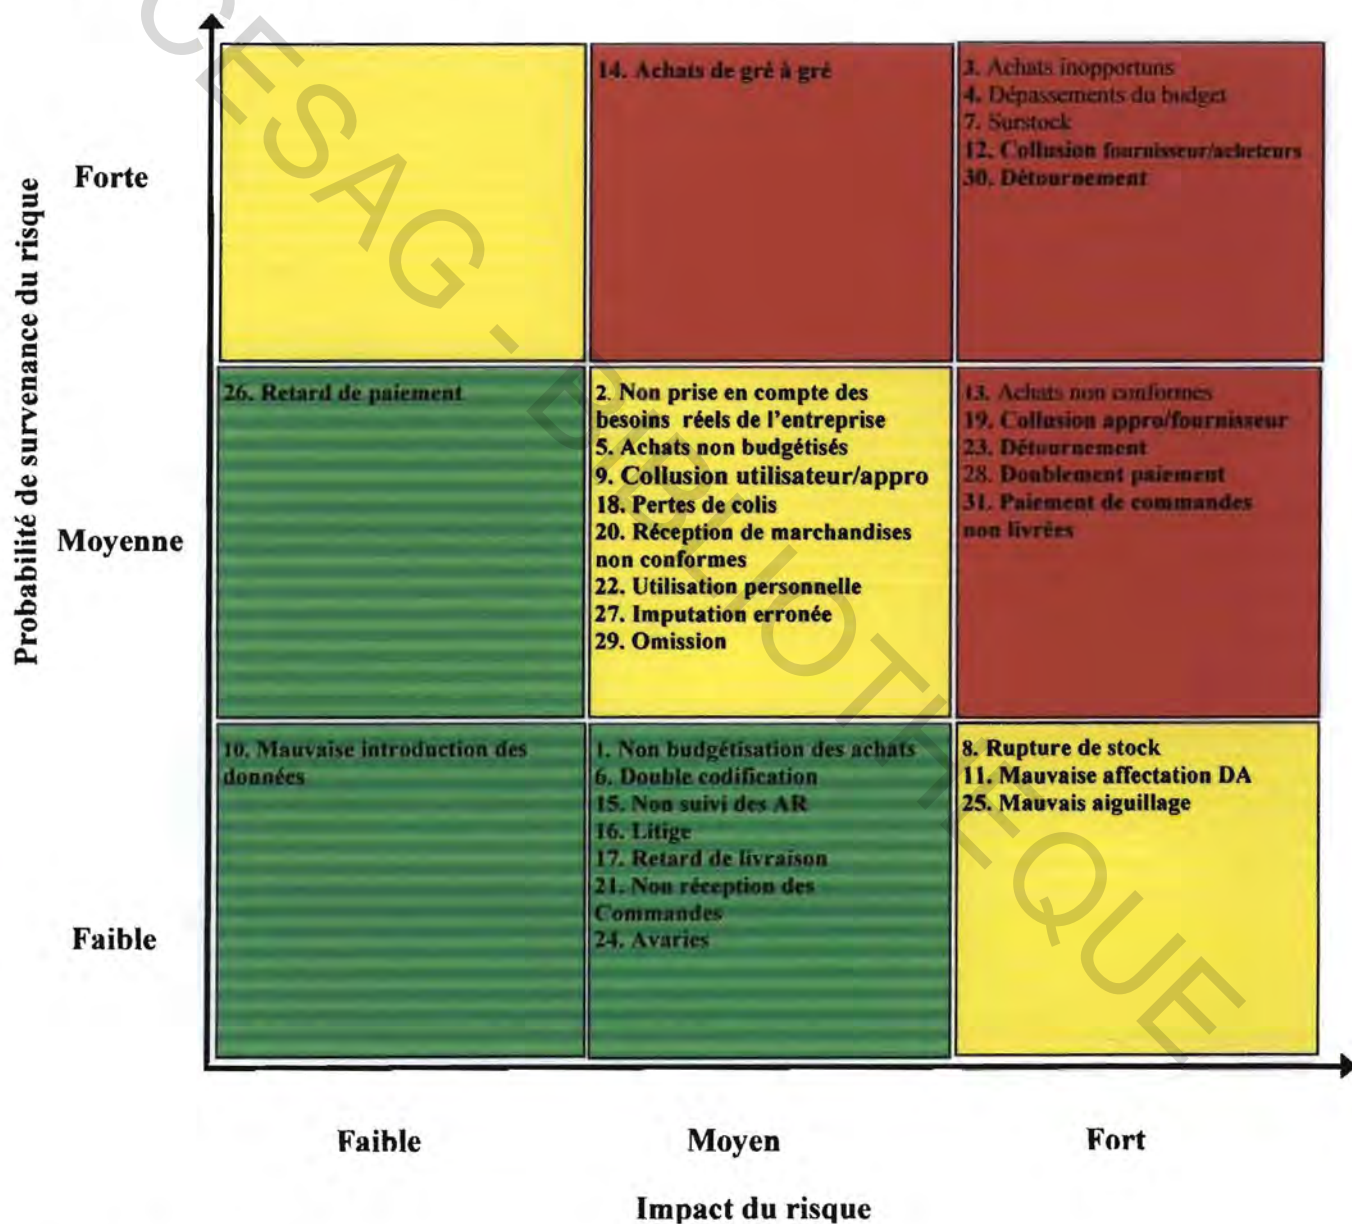 CESAG - BIBLIOTHEQUE
Probabilité de survenance du risque
Forte
14. Achats de gré à gré
3. Achats inopportuns
4. Dépassements du budget
7. Surstock
12. Collusion fournisseur/acheteurs
30. Détournement
Moyenne
26. Retard de paiement
2. Non prise en compte des
besoins réels de l'entreprise
5. Achats non budgétisés
9. Collusion utilisateur/appro
18. Pertes de colis
20. Réception de marchandises
non conformes
22. Utilisation personnelle
27. Imputation erronée
29. Omission
13. Achats non conformes
19. Collusion appro/fournisseur
23. Détournement
28. Doublement paiement
31. Paiement de commandes
non livrées
Faible
10. Mauvaise introduction des
données
1. Non budgétisation des achats
6. Double codification
15. Non suivi des AR
16. Litige
17. Retard de livraison
21. Non réception des
Commandes
24. Avaries
8. Rupture de stock
11. Mauvaise affectation DA
25. Mauvais aiguillage
Faible
Moyen
Fort
Impact du risque